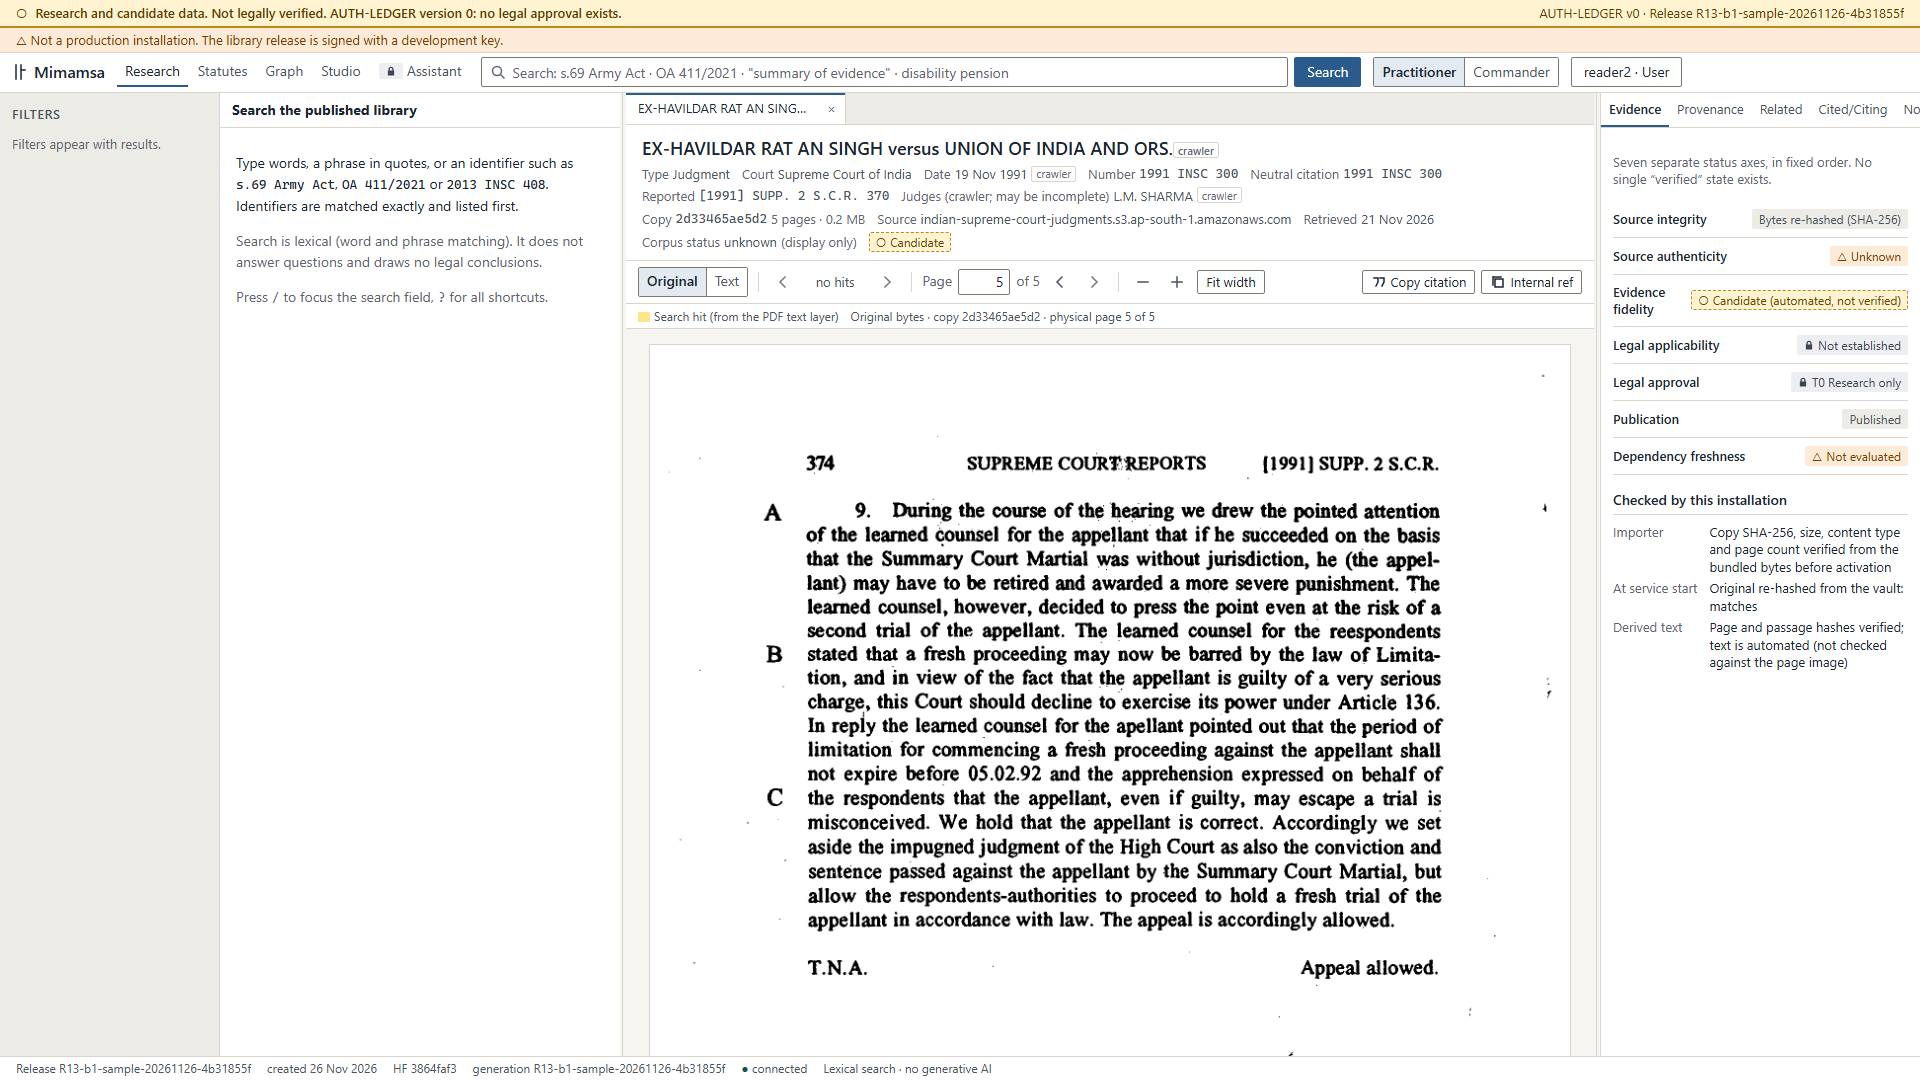 Research and candidate data. Not legally verified. AUTH-LEDGER version 0: no legal approval exists.
AUTH-LEDGER v0 · Release R13-b1-sample-20261126-4b31855f
Not a production installation. The library release is signed with a development key.
Mimamsa
Research
Statutes
Graph
Studio
Assistant
Search: s.69 Army Act · OA 411/2021 · "summary of evidence" · disability pension
Search
Practitioner
Commander
reader2 · User
FILTERS
Filters appear with results.
Search the published library
Type words, a phrase in quotes, or an identifier such as
s.69 Army Act, OA 411/2021 or 2013 INSC 408.
Identifiers are matched exactly and listed first.
Search is lexical (word and phrase matching). It does not
answer questions and draws no legal conclusions.
Press / to focus the search field, ? for all shortcuts.
EX-HAVILDAR RAT AN SING... ×
EX-HAVILDAR RAT AN SINGH versus UNION OF INDIA AND ORS. crawler
Type Judgment Court Supreme Court of India Date 19 Nov 1991 crawler Number 1991 INSC 300 Neutral citation 1991 INSC 300
Reported [1991] SUPP. 2 S.C.R. 370 Judges (crawler; may be incomplete) L.M. SHARMA crawler
Copy 2d33465ae5d2 5 pages · 0.2 MB Source indian-supreme-court-judgments.s3.ap-south-1.amazonaws.com Retrieved 21 Nov 2026
Corpus status unknown (display only) Candidate
Original Text no hits Page 5 of 5 Fit width Copy citation Internal ref
Search hit (from the PDF text layer) Original bytes · copy 2d33465ae5d2 · physical page 5 of 5
374 SUPREME COURT REPORTS [1991] SUPP. 2 S.C.R.
A 9. During the course of the hearing we drew the pointed attention
of the learned counsel for the appellant that if he succeeded on the basis
that the Summary Court Martial was without jurisdiction, he (the appel-
lant) may have to be retired and awarded a more severe punishment. The
learned counsel, however, decided to press the point even at the risk of a
second trial of the appellant. The learned counsel for the reespondents
B stated that a fresh proceeding may now be barred by the law of Limita-
tion, and in view of the fact that the appellant is guilty of a very serious
charge, this Court should decline to exercise its power under Article 136.
In reply the learned counsel for the apellant pointed out that the period of
limitation for commencing a fresh proceeding against the appellant shall
not expire before 05.02.92 and the apprehension expressed on behalf of
C the respondents that the appellant, even if guilty, may escape a trial is
misconceived. We hold that the appellant is correct. Accordingly we set
aside the impugned judgment of the High Court as also the conviction and
sentence passed against the appellant by the Summary Court Martial, but
allow the respondents-authorities to proceed to hold a fresh trial of the
appellant in accordance with law. The appeal is accordingly allowed.
T.N.A. Appeal allowed.
Evidence Provenance Related Cited/Citing No
Seven separate status axes, in fixed order. No
single “verified” state exists.
Source integrity Bytes re-hashed (SHA-256)
Source authenticity Unknown
Evidence
fidelity Candidate (automated, not verified)
Legal applicability Not established
Legal approval T0 Research only
Publication Published
Dependency freshness Not evaluated
Checked by this installation
Importer Copy SHA-256, size, content type
and page count verified from the
bundled bytes before activation
At service start Original re-hashed from the vault:
matches
Derived text Page and passage hashes verified;
text is automated (not checked
against the page image)
Release R13-b1-sample-20261126-4b31855f created 26 Nov 2026 HF 3864faf3 generation R13-b1-sample-20261126-4b31855f connected Lexical search · no generative AI